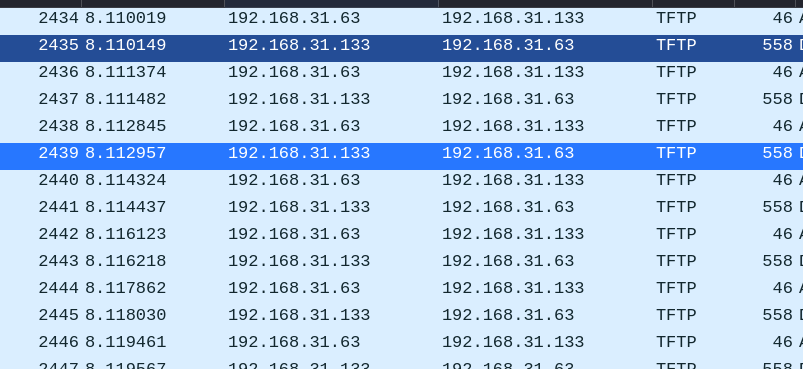 2434 8.110019 192.168.31.63 192.168.31.133 TFTP 46 A
2435 8.110149 192.168.31.133 192.168.31.63 TFTP 558 D
2436 8.111374 192.168.31.63 192.168.31.133 TFTP 46 A
2437 8.111482 192.168.31.133 192.168.31.63 TFTP 558 D
2438 8.112845 192.168.31.63 192.168.31.133 TFTP 46 A
2439 8.112957 192.168.31.133 192.168.31.63 TFTP 558 D
2440 8.114324 192.168.31.63 192.168.31.133 TFTP 46 A
2441 8.114437 192.168.31.133 192.168.31.63 TFTP 558 D
2442 8.116123 192.168.31.63 192.168.31.133 TFTP 46 A
2443 8.116218 192.168.31.133 192.168.31.63 TFTP 558 D
2444 8.117862 192.168.31.63 192.168.31.133 TFTP 46 A
2445 8.118030 192.168.31.133 192.168.31.63 TFTP 558 D
2446 8.119461 192.168.31.63 192.168.31.133 TFTP 46 A
2447 8.119567 192.168.31.133 192.168.31.63 TFTP 558 D